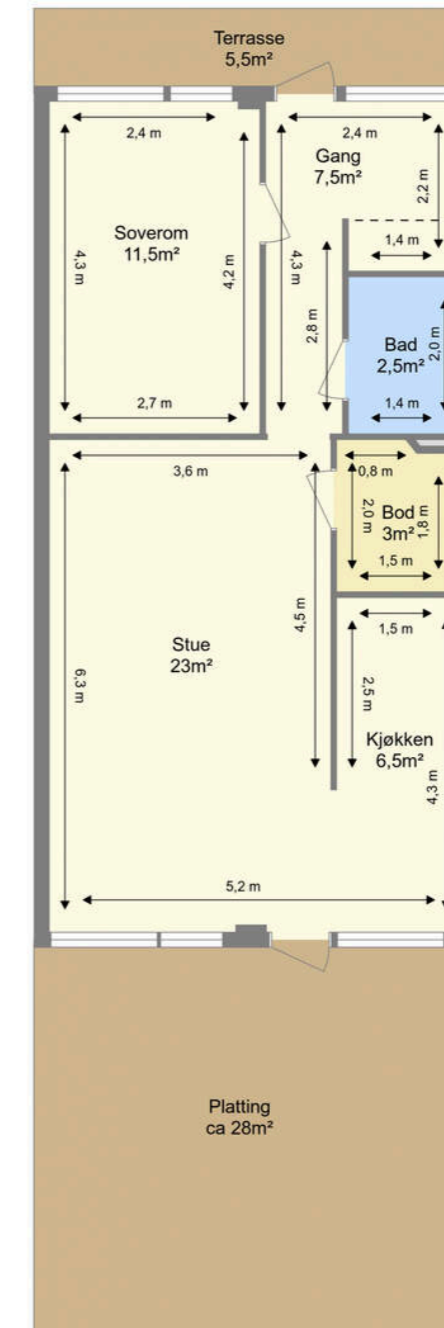 Terrasse
5,5m²
2,4 m
2,4 m
Gang
7,5m²
2,2 m
Soverom
11,5m²
4,3 m
4,2 m
4,3 m
1,4 m
2,8 m
Bad
2,5m²
2,0 m
2,7 m
1,4 m
3,6 m
0,8 m
2,0 m
Bod
3m²
1,8 m
1,5 m
4,5 m
1,5 m
Stue
23m²
6,3 m
2,5 m
Kjøkken
6,5m²
4,3 m
5,2 m
Platting
ca 28m²